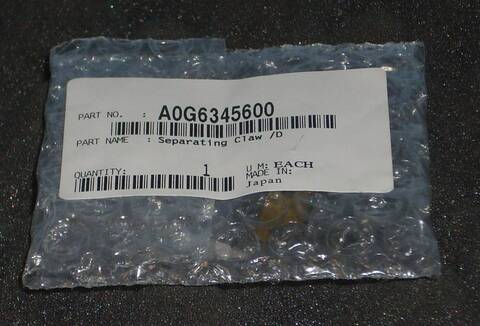 PART NO. : A0G6345600
PART NAME : Separating Claw /D
QUANTITY: 1 U M: EACH
MADE IN:
Japan